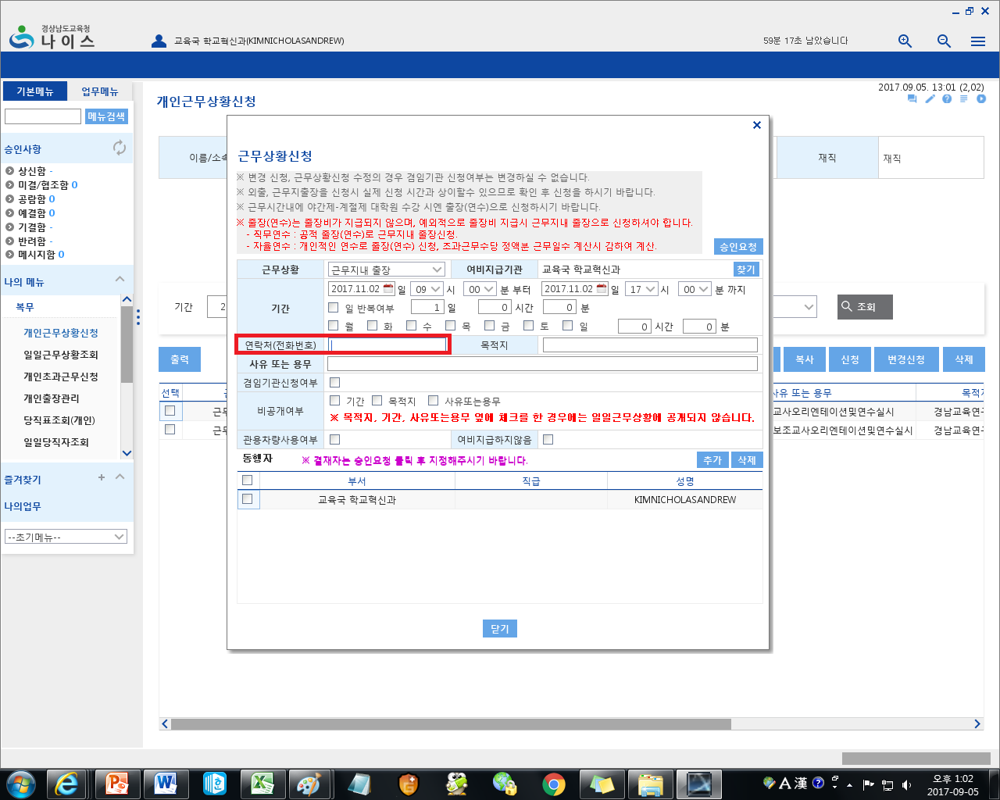 경상남도교육청
나이스
교육국 학교혁신과(KIMNICHOLASANDREW)
59분 17초 남았습니다
기본메뉴 업무메뉴
메뉴검색
승인사항
상신함 -
미결/협조함 0
공람함 0
예결함 0
기결함 -
반려함 -
메시지함 0
나의 메뉴
복무
개인근무상황신청
일일근무상황조회
개인초과근무신청
개인출장관리
당직표조회(개인)
일일당직자조회
즐겨찾기 +
나의업무
--초기메뉴--
2017.09.05. 13:01 (2,02)
개인근무상황신청
이름/소속
재직 재직
기간 2
조회
출력
복사 신청 변경신청 삭제
선택
사유 또는 용무
교사오리엔테이션및연수실시 경남교육연
보조교사오리엔테이션및연수실시 경남교육연
근무상황신청
※ 변경 신청, 근무상황신청 수정의 경우 겸임기관 신청여부는 변경하실 수 없습니다.
※ 외출, 근무지출장을 신청시 실제 신청 시간과 상이할수 있으므로 확인 후 신청을 하시기 바랍니다.
※ 근무시간내에 야간제-계절제 대학원 수강 시엔 출장(연수)으로 신청하시기 바랍니다.
※ 출장(연수)는 출장비가 지급되지 않으며, 예외적으로 출장비 지급시 근무지내 출장으로 신청하셔야 합니다.
- 직무연수 : 공적 출장(연수)로 근무지내 출장신청.
- 자율연수 : 개인적인 연수로 출장(연수) 신청, 초과근무수당 정액분 근무일수 계산시 감하여 계산.
승인요청
근무상황 근무지내 출장 여비지급기관 교육국 학교혁신과 찾기
기간 2017.11.02 일 09 시 00 분 부터 2017.11.02 일 17 시 00 분 까지
일 반복여부 1 일 0 시간 0 분
월 화 수 목 금 토 일 0 시간 0 분
연락처(전화번호) 목적지
사유 또는 용무
겸임기관신청여부
비공개여부 기간 목적지 사유또는용무
※ 목적지, 기간, 사유또는용무 옆에 체크를 한 경우에는 일일근무상황에 공개되지 않습니다.
관용차량사용여부 여비지급하지않음
동행자 ※ 결재자는 승인요청 클릭 후 지정해주시기 바랍니다. 추가 삭제
부서 직급 성명
교육국 학교혁신과 KIMNICHOLASANDREW
닫기
A 漢
오후 1:02
2017-09-05